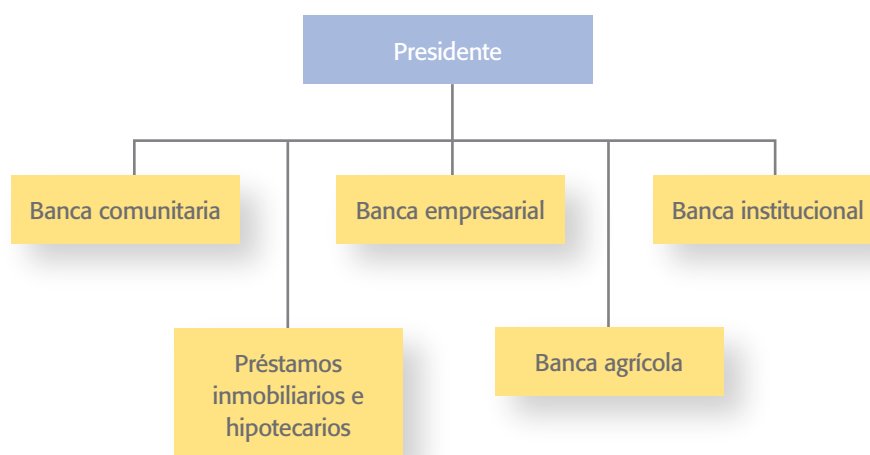 Presidente
Banca comunitaria
Banca empresarial
Banca institucional
Préstamos
inmobiliarios e
hipotecarios
Banca agrícola